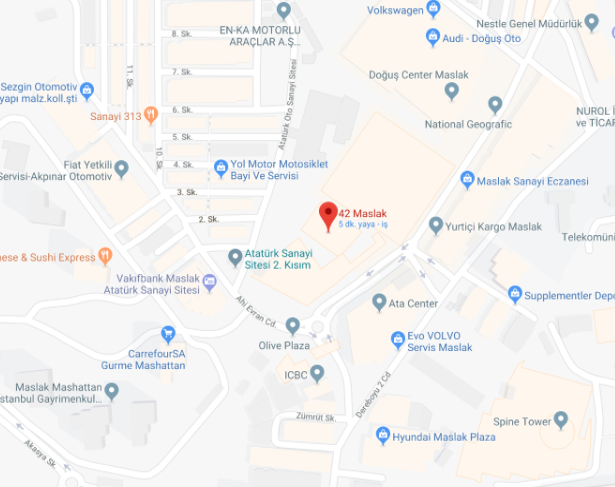 Volkswagen
Nestle Genel Müdürlük
EN-KA MOTORLU
ARAÇLAR A.Ş...
8. Sk.
Audi - Doğuş Oto
7. Sk.
11. Sk.
Doğuş Center Maslak
Sezgin Otomotiv
yapı malz.kol.şti
Atatürk Oto Sanayi Sitesi
6. Sk.
Sanayi 313
National Geografic
NUROL İ
ve TİCAR
5. Sk.
10. Sk.
Fiat Yetkili
Servisi-Akpınar Otomotiv
4. Sk.
Yol Motor Motosiklet
Bayi Ve Servisi
Maslak Sanayi Eczanesi
3. Sk.
2. Sk.
42 Maslak
5 dk. yaya - iş
Yurtiçi Kargo Maslak
Telekomüni
ese & Sushi Express
Atatürk Sanayi
Sitesi 2. Kısım
Vakıfbank Maslak
Atatürk Sanayi Sitesi
Supplementler Depo
Ahi Evran Cd.
Ata Center
Olive Plaza
Evo VOLVO
Servis Maslak
CarrefourSA
Gurme Mashattan
ICBC
Maslak Mashattan
İstanbul Gayrimenkul...
Dereboyu 2 Cd
Zümrüt Sk.
Spine Tower
Hyundai Maslak Plaza
Akasya Sk.